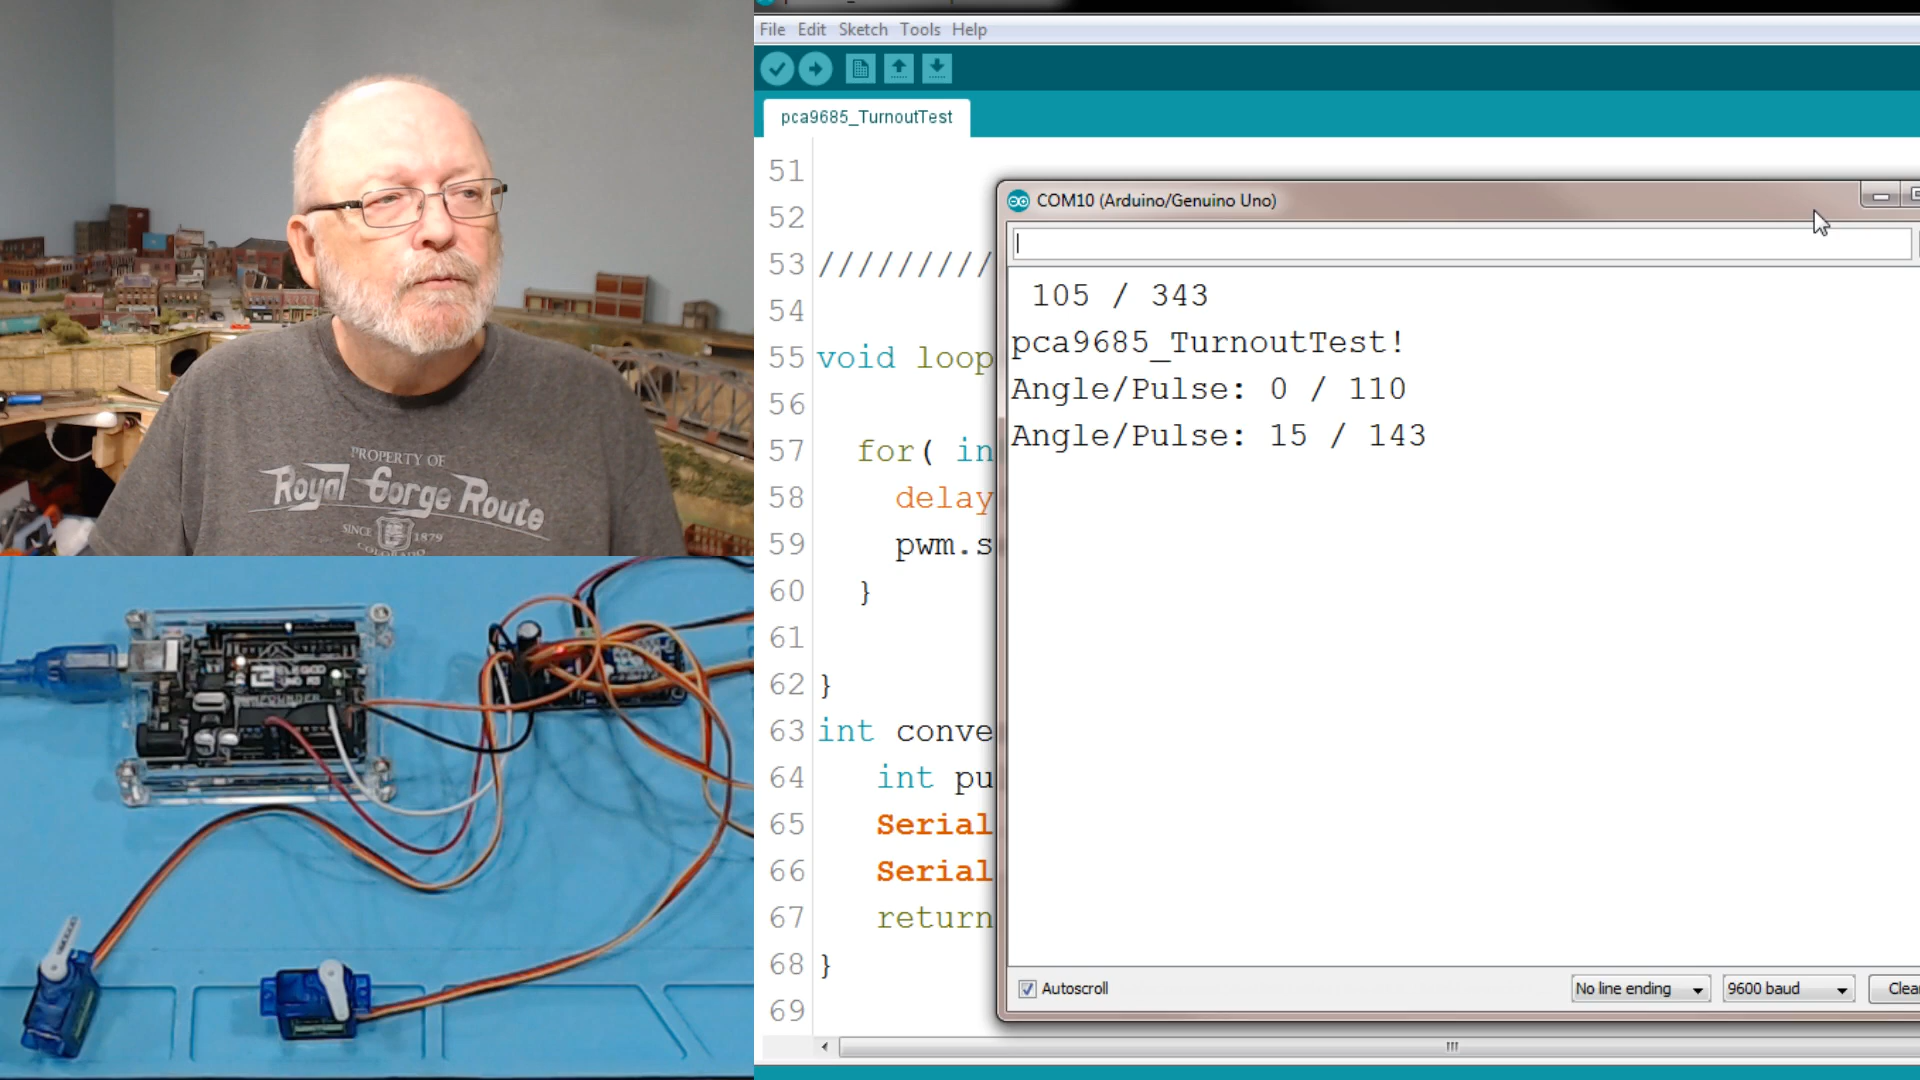 PROPERTY OF
Royal Gorge Route
SINCE 1879
COLORADO
File Edit Sketch Tools Help
pca9685_TurnoutTest
51
52
53 /////////
54
55 void loop
56
57 for( in
58 delay
59 pwm.s
60 }
61
62 }
63 int conve
64 int pu
65 Serial
66 Serial
67 return
68 }
69
COM10 (Arduino/Genuino Uno)
105 / 343
pca9685_TurnoutTest!
Angle/Pulse: 0 / 110
Angle/Pulse: 15 / 143
Autoscroll
No line ending
9600 baud
Clea